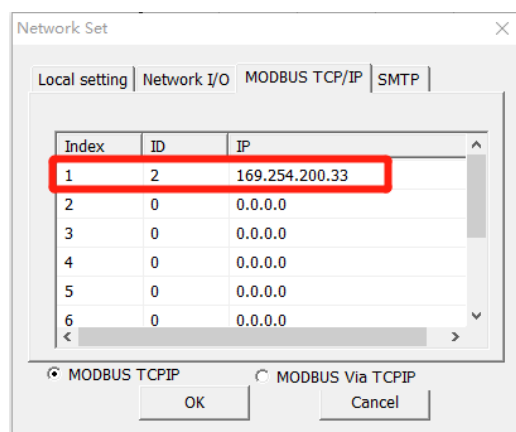 Network Set
Local setting Network I/O MODBUS TCP/IP SMTP
Index ID IP
1 2 169.254.200.33
2 0 0.0.0.0
3 0 0.0.0.0
4 0 0.0.0.0
5 0 0.0.0.0
6 0 0.0.0.0
MODBUS TCPIP MODBUS Via TCPIP
OK Cancel